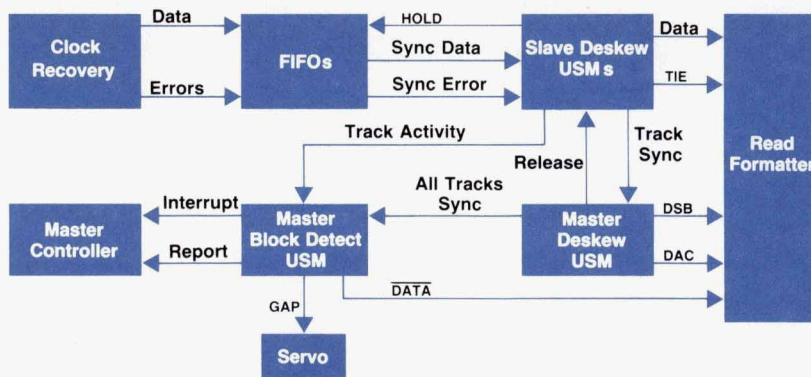 Data
HOLD
Data
Clock
Recovery
FIFOs
Sync Data
Slave Deskew
USMs
TIE
Errors
Sync Error
Track Activity
Track
Sync
Release
Read
Formatter
Interrupt
All Tracks
Sync
Master
Controller
Master
Block Detect
USM
Master
Deskew
USM
DSB
Report
DAC
GAP
DATA
Servo